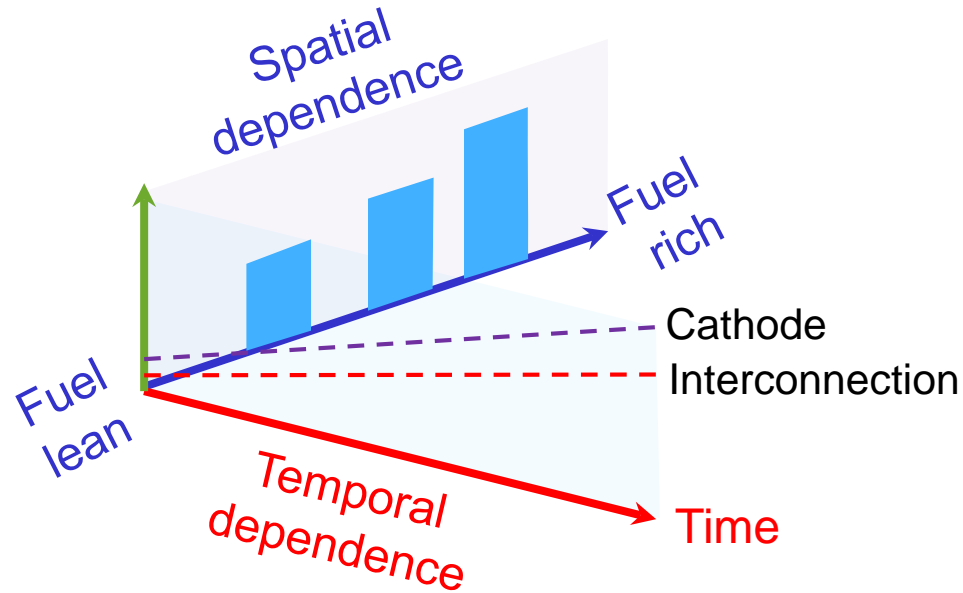 Spatial
dependence
Fuel
rich
Cathode
Interconnection
Fuel
lean
Temporal
dependence
Time